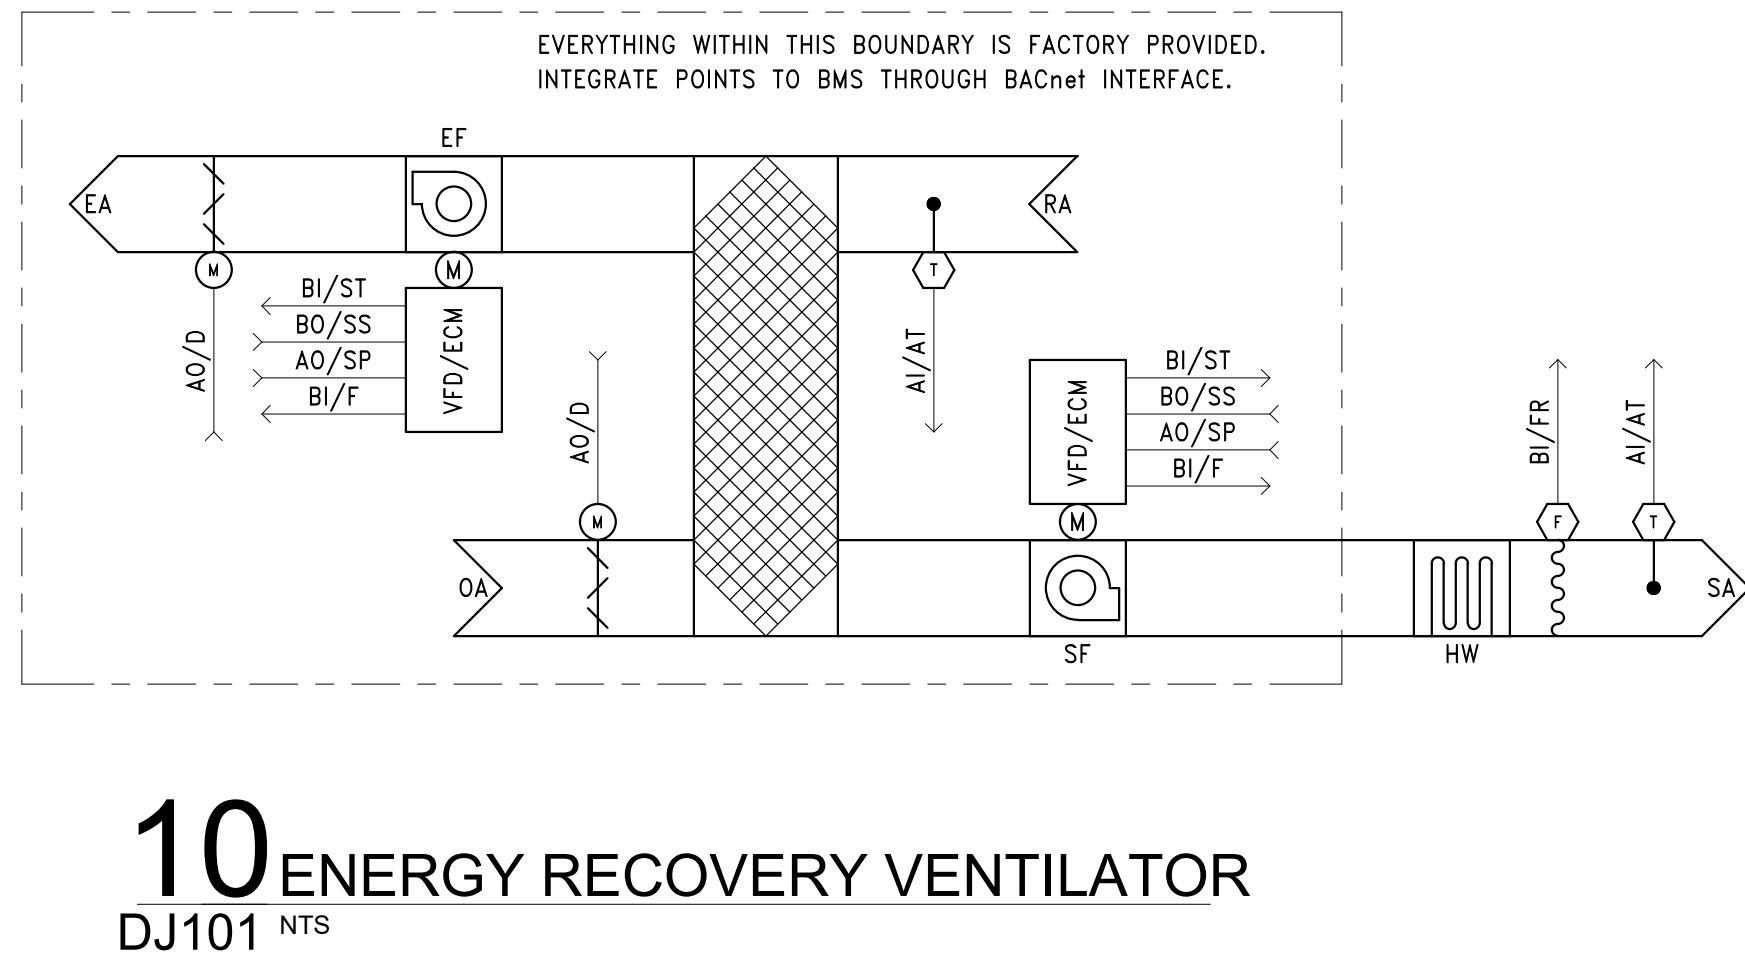 EVERYTHING WITHIN THIS BOUNDARY IS FACTORY PROVIDED.
INTEGRATE POINTS TO BMS THROUGH BACnet INTERFACE.
EF
EA
RA
M
M
T
BI/ST
BO/SS
AO/SP
BI/F
AO/D
VFD/ECM
AI/AT
AO/D
VFD/ECM
BI/ST
BO/SS
AO/SP
BI/F
BI/FR
AI/AT
M
M
F
T
OA
SA
SF
HW
10
ENERGY RECOVERY VENTILATOR
DJ101
NTS